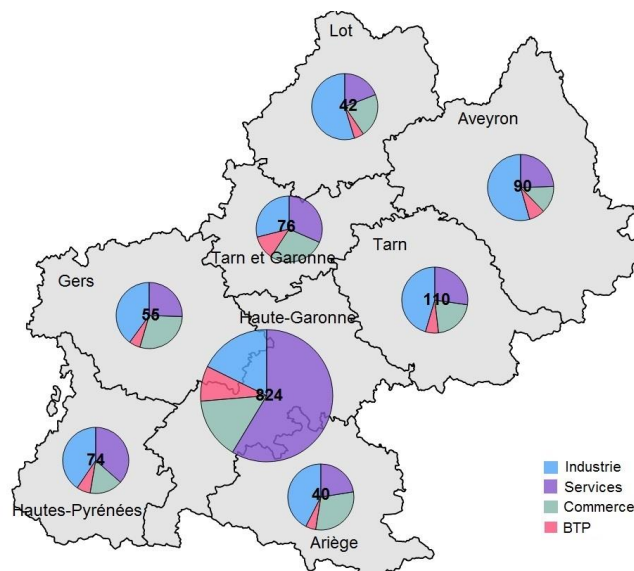 Lot
42
Aveyron
90
76
Tarn et Garonne
Tarn
110
Gers
55
Haute-Garonne
824
74
Hautes-Pyrénées
40
Ariège
Industrie
Services
Commerce
BTP